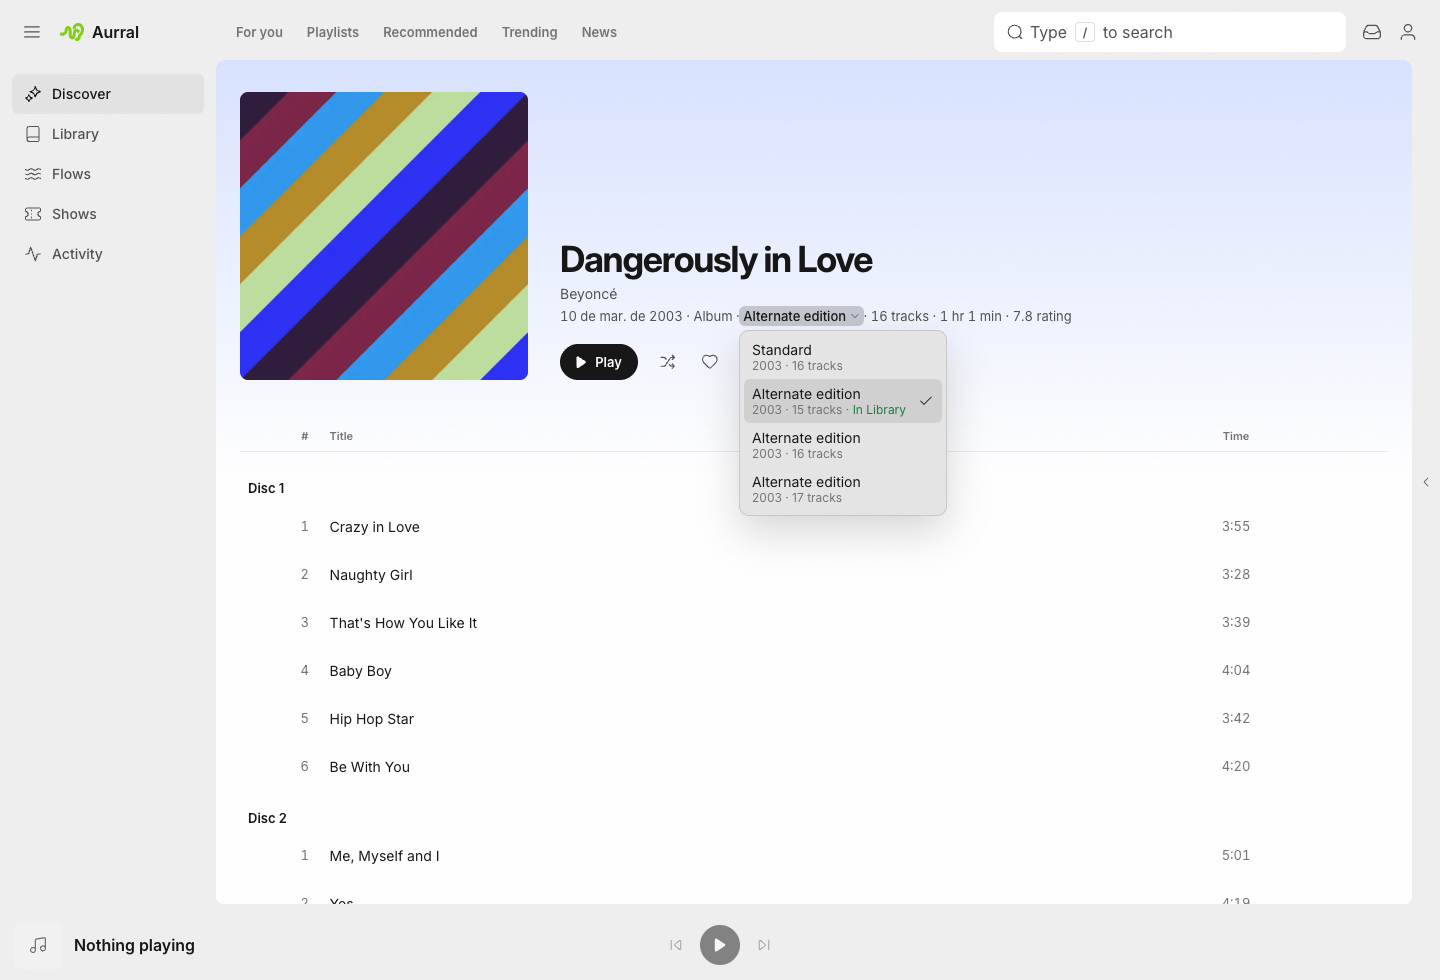 Aurral
For you Playlists Recommended Trending News
Type / to search
Discover
Library
Flows
Shows
Activity
Dangerously in Love
Beyoncé
10 de mar. de 2003 · Album · Alternate edition · 16 tracks · 1 hr 1 min · 7.8 rating
Play
Standard
2003 · 16 tracks
Alternate edition
2003 · 15 tracks · In Library
Alternate edition
2003 · 16 tracks
Alternate edition
2003 · 17 tracks
# Title Time
Disc 1
1 Crazy in Love 3:55
2 Naughty Girl 3:28
3 That's How You Like It 3:39
4 Baby Boy 4:04
5 Hip Hop Star 3:42
6 Be With You 4:20
Disc 2
1 Me, Myself and I 5:01
2 Yes 4:19
Nothing playing